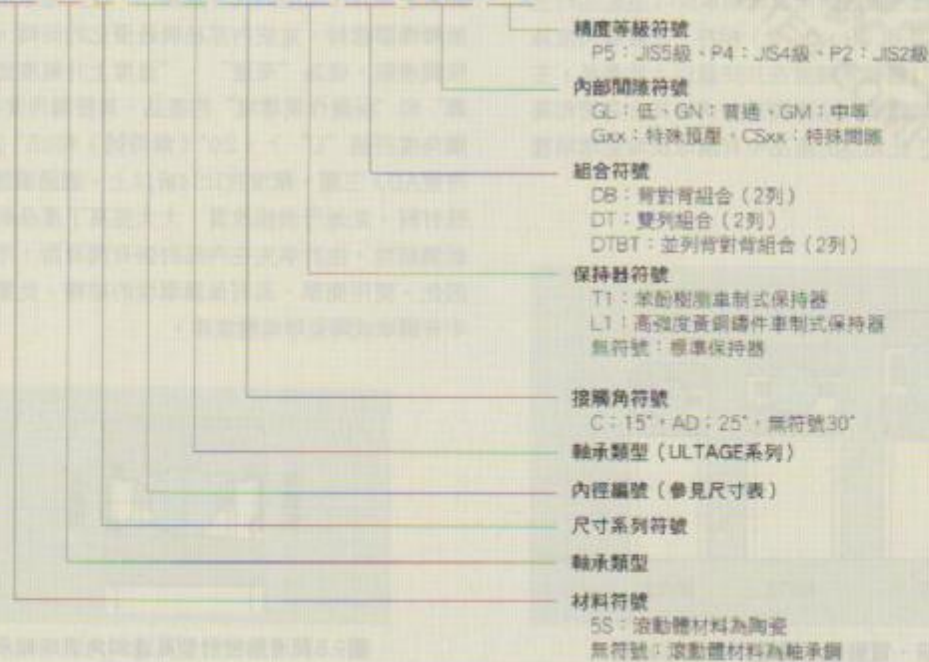 精度等級符號
P5：JIS5級、P4：JIS4級、P2：JIS2級
內部間隙符號
GL：低、GN：普通、GM：中等
Gxx：特殊預壓，CSxx：特殊間隙
組合符號
DB：背對背組合（2列）
DT：雙列組合（2列）
DTBT：並列背對背組合（2列）
保持器符號
T1：苯酚樹脂車制式保持器
L1：高強度黃銅鑄件車制式保持器
無符號：標準保持器
接觸角符號
C：15°，AD：25°，無符號30°
軸承類型（ULTAGE系列）
內徑編號（參見尺寸表）
尺寸系列符號
軸承類型
材料符號
5S：滾動體材料為陶瓷
無符號：滾動體材料為軸承鋼